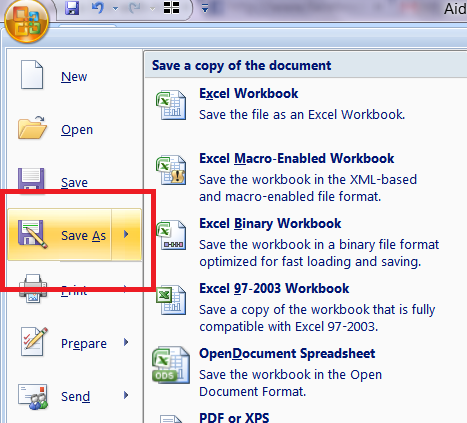 Aid
New
Open
Save
Save As
Print
Prepare
Send
Save a copy of the document
Excel Workbook
Save the file as an Excel Workbook.
Excel Macro-Enabled Workbook
Save the workbook in the XML-based
and macro-enabled file format.
Excel Binary Workbook
Save the workbook in a binary file format
optimized for fast loading and saving.
Excel 97-2003 Workbook
Save a copy of the workbook that is fully
compatible with Excel 97-2003.
OpenDocument Spreadsheet
ODS
Save the workbook in the Open
Document Format.
PDF or XPS